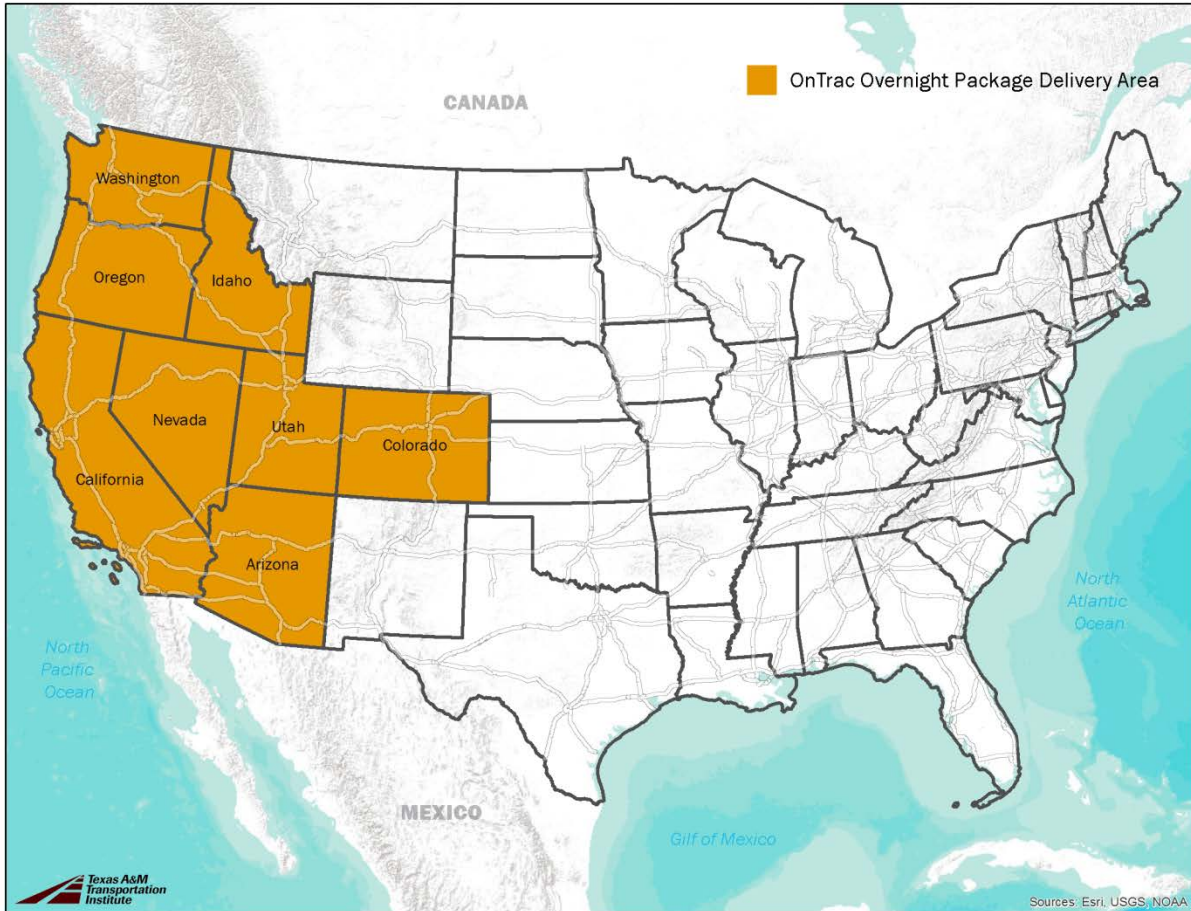 OnTrac Overnight Package Delivery Area
CANADA
Washington
Oregon
Idaho
Nevada
Utah
Colorado
California
Arizona
North
Pacific
Ocean
North
Atlantic
Ocean
MEXICO
Gilf of Mexico
Texas A&M
Transportation
Institute
Sources: Esri, USGS, NOAA